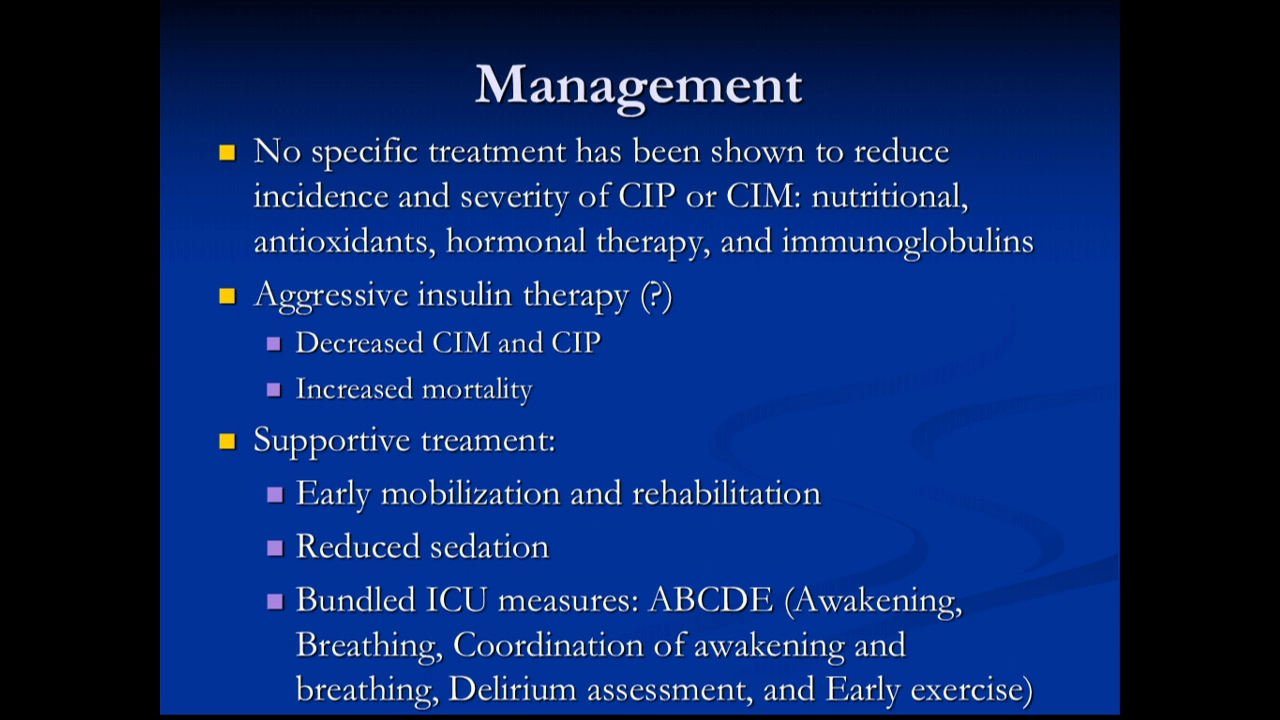 Management
No specific treatment has been shown to reduce
incidence and severity of CIP or CIM: nutritional,
antioxidants, hormonal therapy, and immunoglobulins
Aggressive insulin therapy (?)
Decreased CIM and CIP
Increased mortality
Supportive treament:
Early mobilization and rehabilitation
Reduced sedation
Bundled ICU measures: ABCDE (Awakening,
Breathing, Coordination of awakening and
breathing, Delirium assessment, and Early exercise)